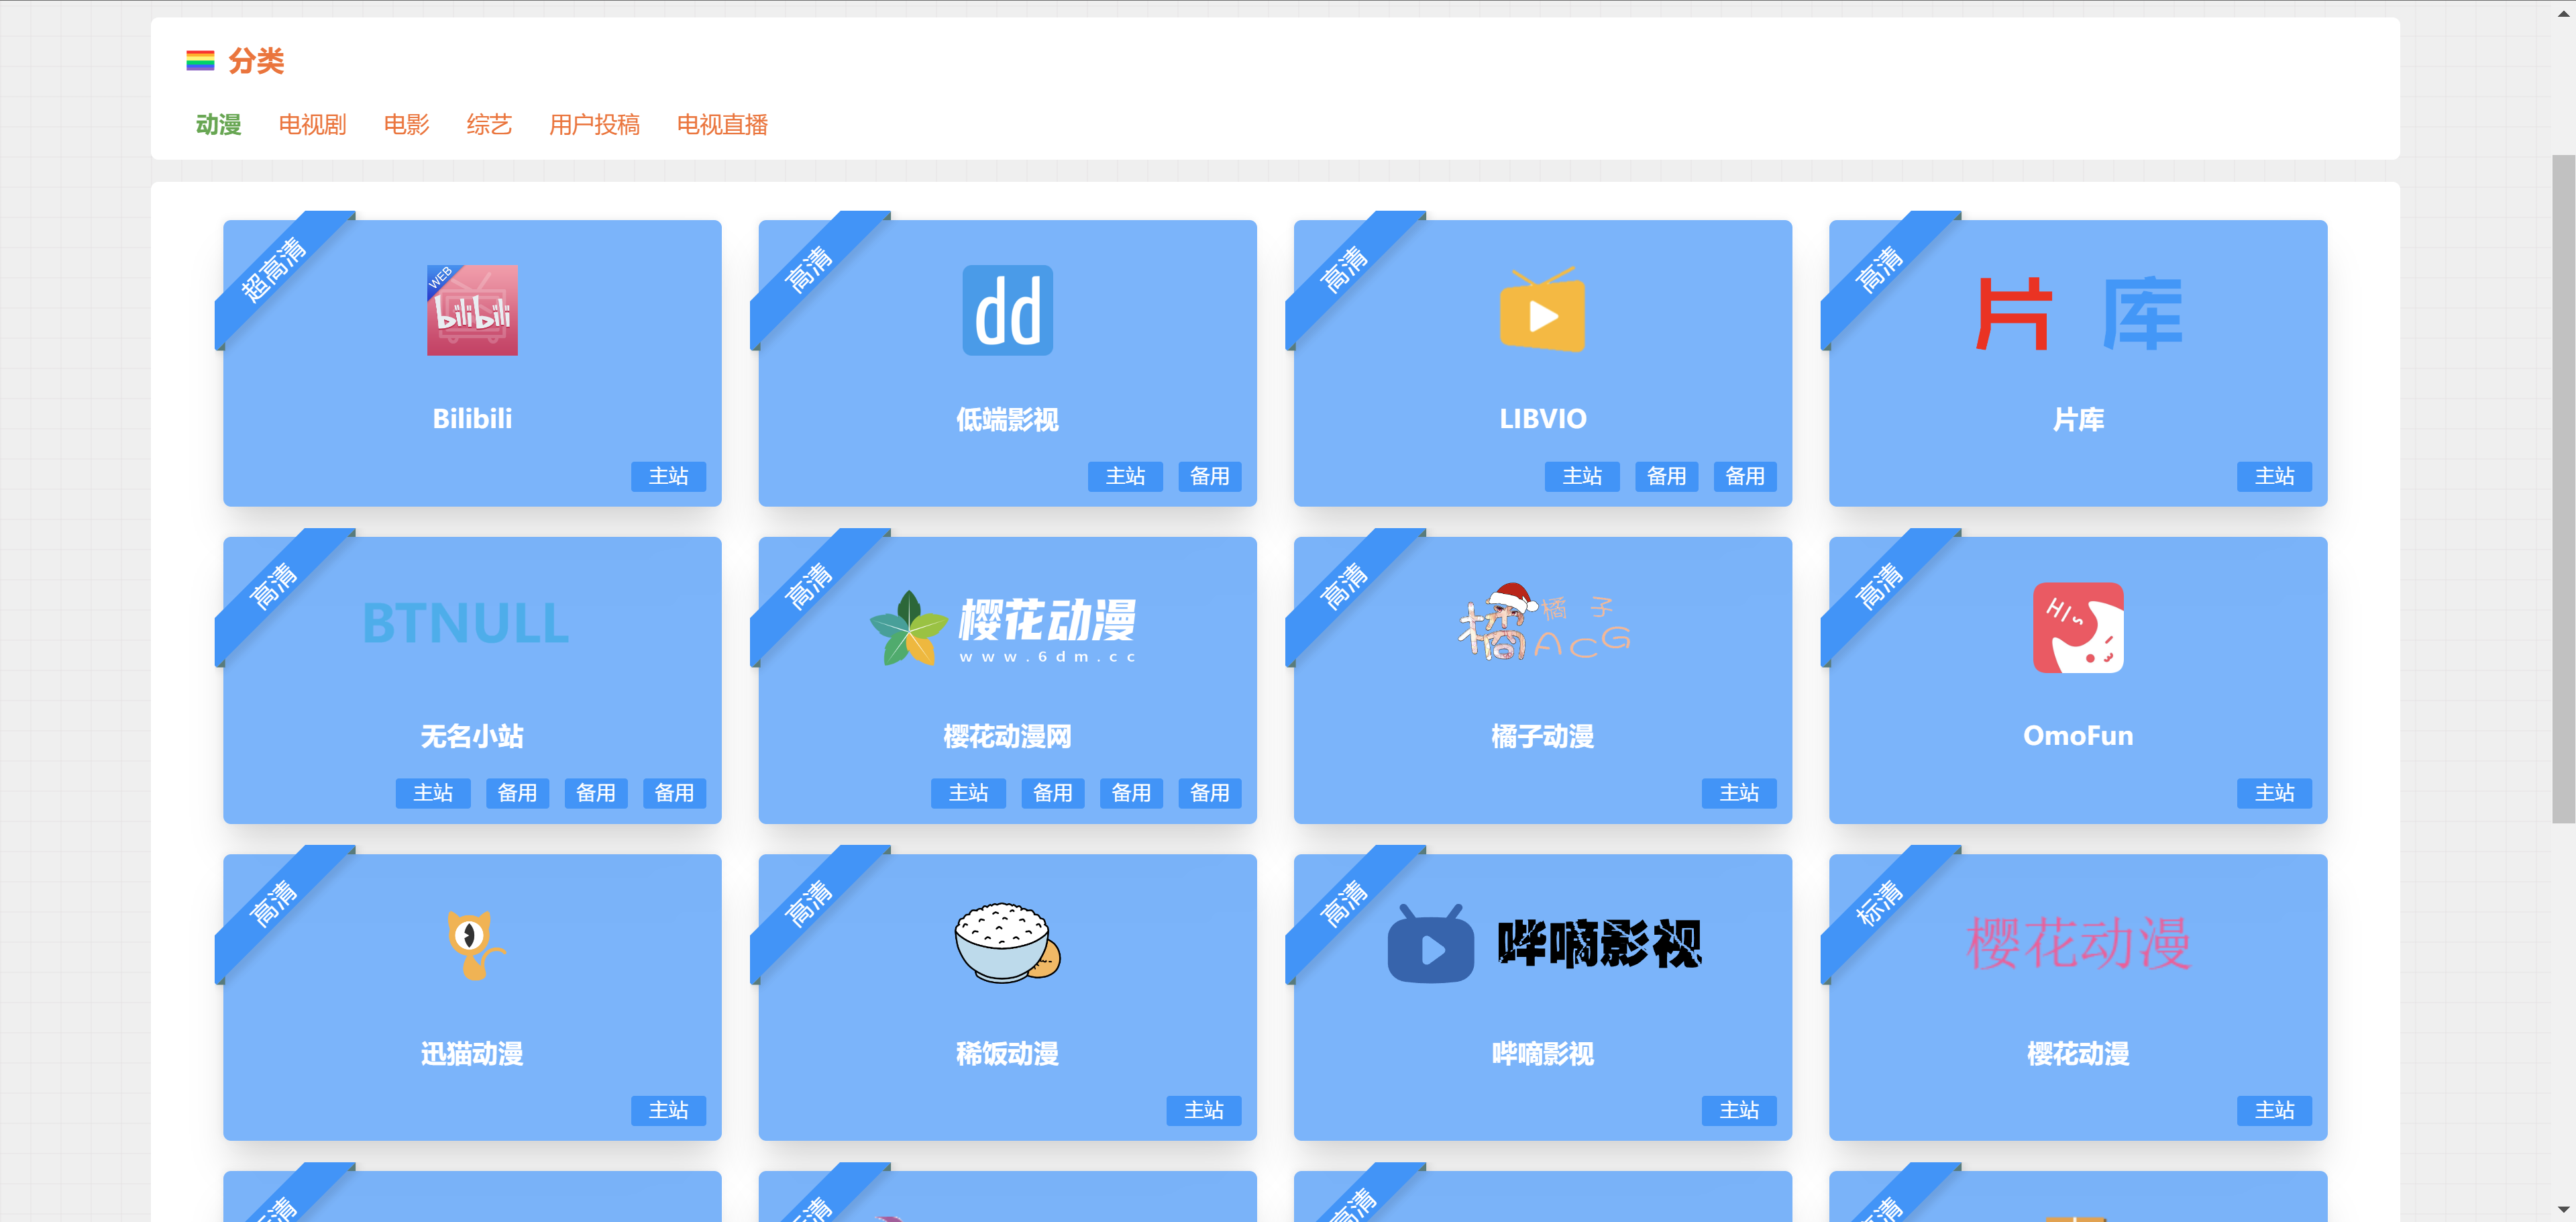 分类
动漫 电视剧 电影 综艺 用户投稿 电视直播
超高清
WEB
bilibili
Bilibili
主站
高清
dd
低端影视
主站 备用
高清
LIBVIO
主站 备用 备用
高清
片 库
片库
主站
高清
BTNULL
无名小站
主站 备用 备用 备用
高清
樱花动漫
www.6dm.cc
樱花动漫网
主站 备用 备用 备用
高清
橘 橘 子
ACG
橘子动漫
主站
高清
HIs
OmoFun
主站
高清
迅猫动漫
主站
高清
稀饭动漫
主站
高清
哔嘀影视
哔嘀影视
主站
标清
樱花动漫
樱花动漫
主站
清
清
高清
清